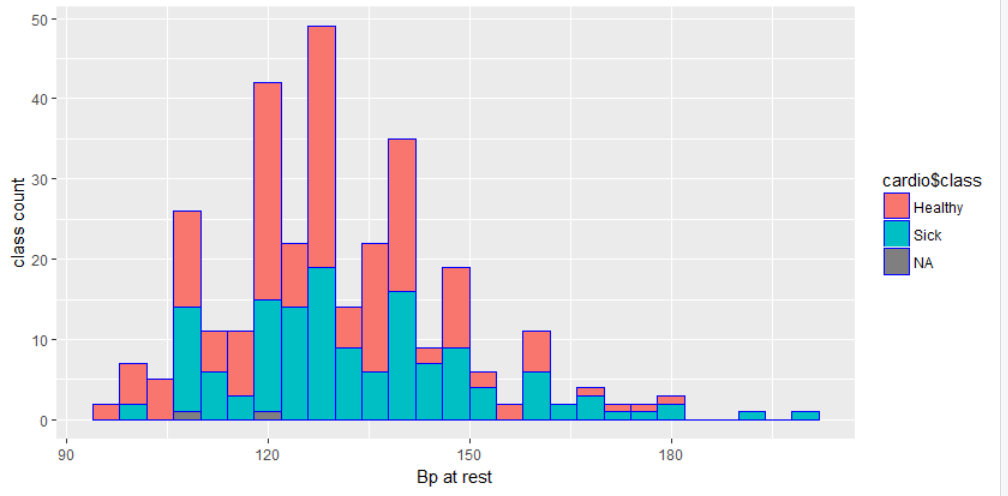 50
40
30
20
10
0
class count
90
120
150
180
Bp at rest
cardio$class
Healthy
Sick
NA